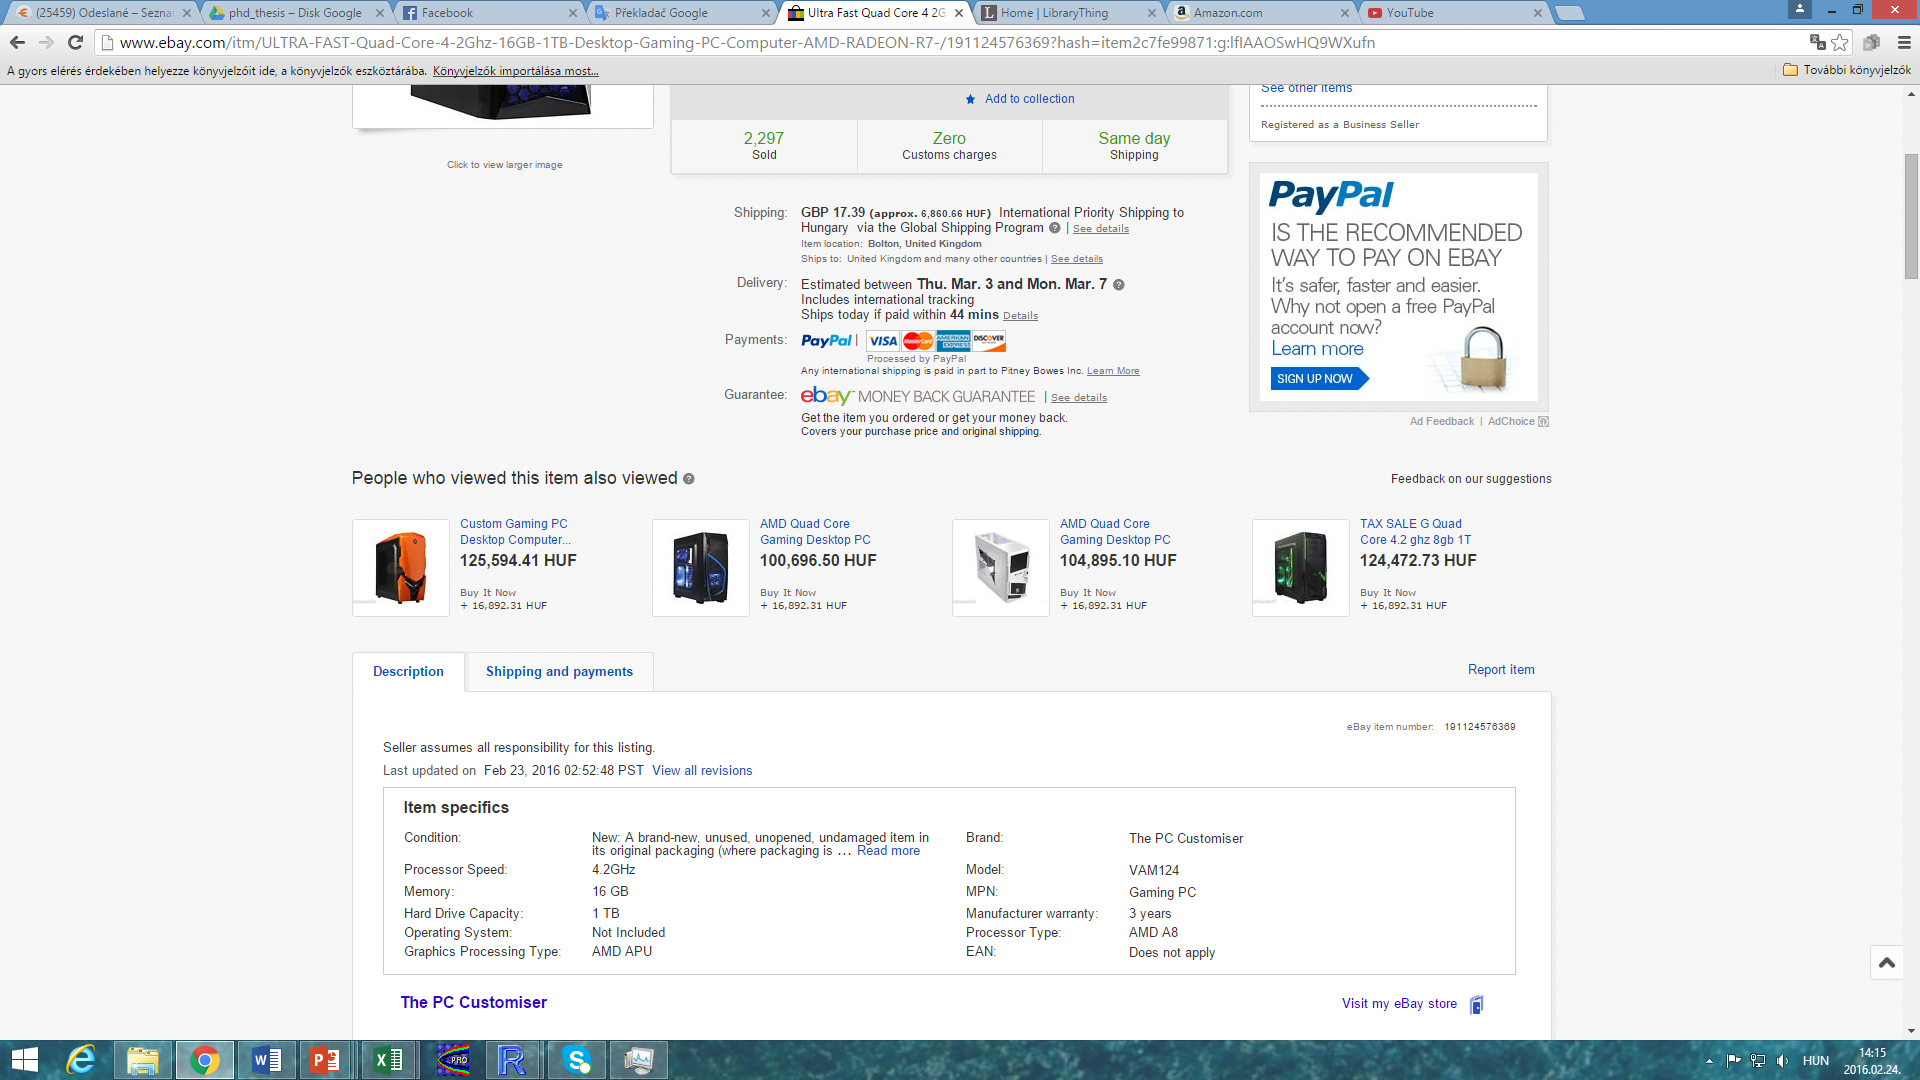 (25459) Odeslané – Sezna
phd_thesis – Disk Google
Facebook
Překladač Google
Ultra Fast Quad Core 4 2G
Home | LibraryThing
Amazon.com
YouTube
www.ebay.com/itm/ULTRA-FAST-Quad-Core-4-2Ghz-16GB-1TB-Desktop-Gaming-PC-Computer-AMD-RADEON-R7-/191124576369?hash=item2c7fe99871:g:lfIAAOSwHQ9WXufn
A gyors elérés érdekében helyezze könyvjelzőit ide, a könyvjelzők eszköztárába. Könyvjelzők importálása most...
További könyvjelzők
Click to view larger image
Add to collection
2,297
Sold
Zero
Customs charges
Same day
Shipping
Shipping: GBP 17.39 (approx. 6,860.66 HUF) International Priority Shipping to
Hungary via the Global Shipping Program | See details
Item location: Bolton, United Kingdom
Ships to: United Kingdom and many other countries | See details
Delivery: Estimated between Thu. Mar. 3 and Mon. Mar. 7
Includes international tracking
Ships today if paid within 44 mins Details
Payments: PayPal | VISA MasterCard AMERICAN EXPRESS DISCOVER
Processed by PayPal
Any international shipping is paid in part to Pitney Bowes Inc. Learn More
Guarantee: ebay MONEY BACK GUARANTEE | See details
Get the item you ordered or get your money back.
Covers your purchase price and original shipping.
See other items
Registered as a Business Seller
PayPal
IS THE RECOMMENDED
WAY TO PAY ON EBAY
It's safer, faster and easier.
Why not open a free PayPal
account now?
Learn more
SIGN UP NOW
Ad Feedback | AdChoice
People who viewed this item also viewed
Feedback on our suggestions
Custom Gaming PC
Desktop Computer...
125,594.41 HUF
Buy It Now
+ 16,892.31 HUF
AMD Quad Core
Gaming Desktop PC
100,696.50 HUF
Buy It Now
+ 16,892.31 HUF
AMD Quad Core
Gaming Desktop PC
104,895.10 HUF
Buy It Now
+ 16,892.31 HUF
TAX SALE G Quad
Core 4.2 ghz 8gb 1T
124,472.73 HUF
Buy It Now
+ 16,892.31 HUF
Description
Shipping and payments
Report item
eBay item number: 191124576369
Seller assumes all responsibility for this listing.
Last updated on Feb 23, 2016 02:52:48 PST View all revisions
Item specifics
Condition: New: A brand-new, unused, unopened, undamaged item in
its original packaging (where packaging is ... Read more
Brand: The PC Customiser
Processor Speed: 4.2GHz
Model: VAM124
Memory: 16 GB
MPN: Gaming PC
Hard Drive Capacity: 1 TB
Manufacturer warranty: 3 years
Operating System: Not Included
Processor Type: AMD A8
Graphics Processing Type: AMD APU
EAN: Does not apply
The PC Customiser
Visit my eBay store
PRO
HUN
14:15
2016.02.24.